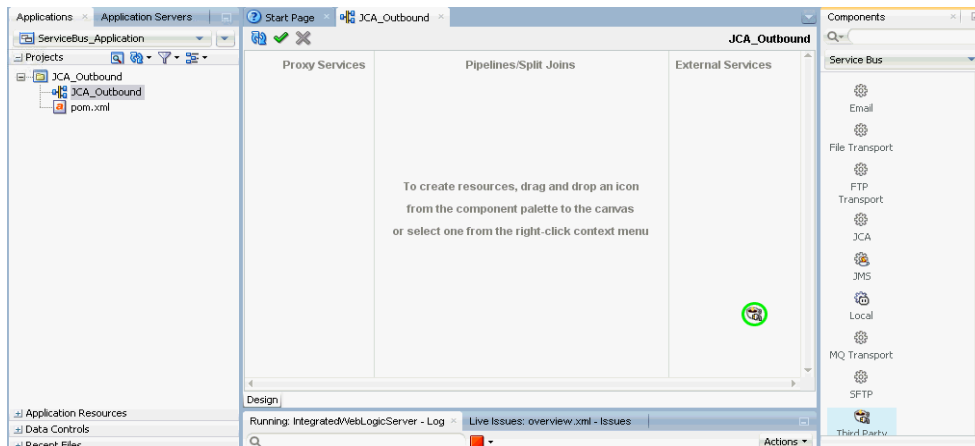 Applications
Application Servers
ServiceBus_Application
Projects
JCA_Outbound
JCA_Outbound
pom.xml
Application Resources
Data Controls
Recent Files
Start Page
JCA_Outbound
JCA_Outbound
Proxy Services
Pipelines/Split Joins
External Services
To create resources, drag and drop an icon
from the component palette to the canvas
or select one from the right-click context menu
Design
Running: IntegratedWebLogicServer - Log
Live Issues: overview.xml - Issues
Actions
Components
Service Bus
Email
File Transport
FTP
Transport
JCA
JMS
Local
MQ Transport
SFTP
Third Party